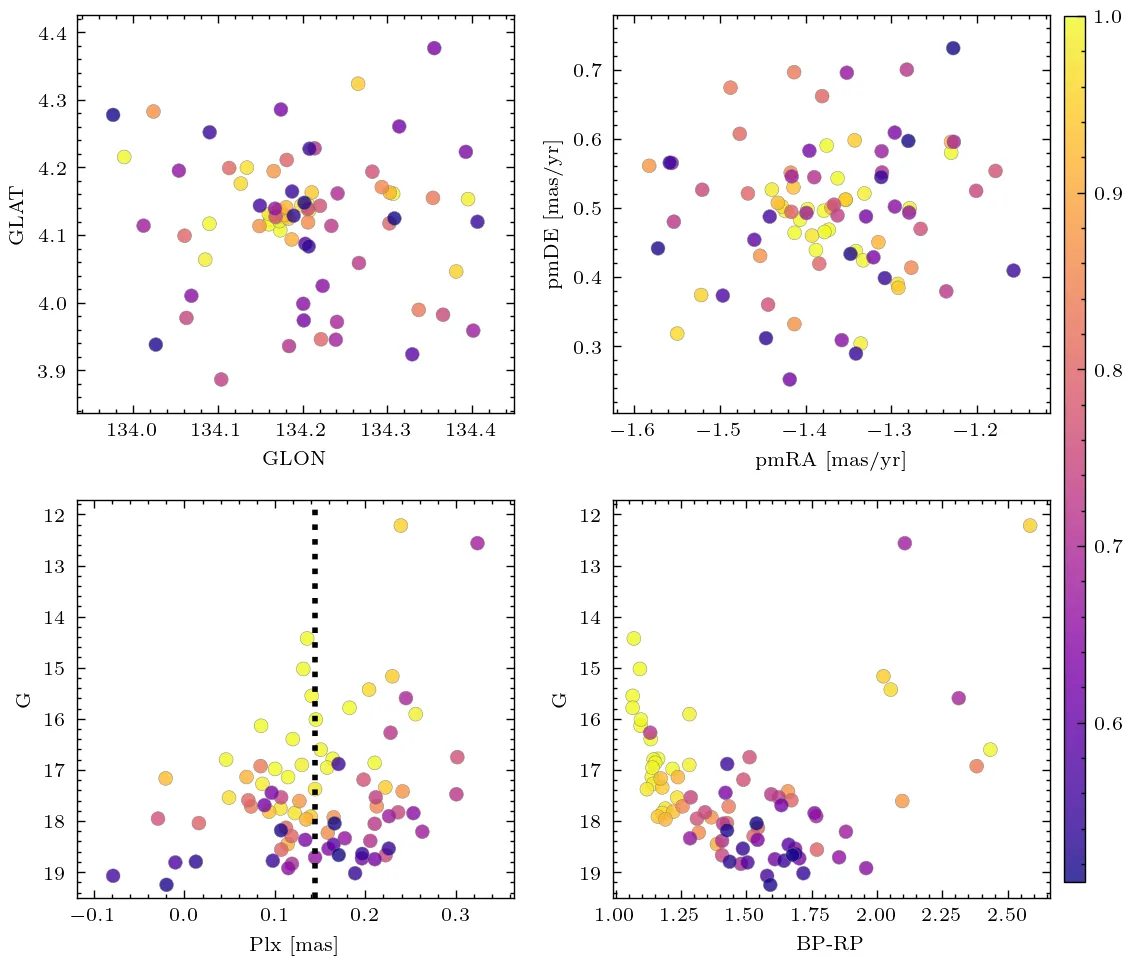 4.4
4.3
4.2
4.1
4.0
3.9
GLAT
134.0 134.1 134.2 134.3 134.4
GLON
0.7
0.6
0.5
0.4
0.3
pmDE [mas/yr]
−1.6 −1.5 −1.4 −1.3 −1.2
pmRA [mas/yr]
1.0
0.9
0.8
0.7
0.6
12
13
14
15
16
17
18
19
G
−0.1 0.0 0.1 0.2 0.3
Plx [mas]
12
13
14
15
16
17
18
19
G
1.00 1.25 1.50 1.75 2.00 2.25 2.50
BP-RP